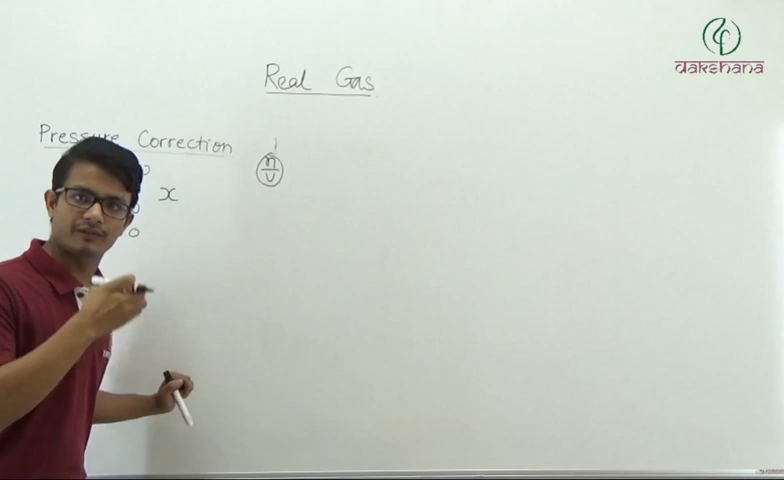 dakshana
Real Gas
Pressure Correction
n
v
x